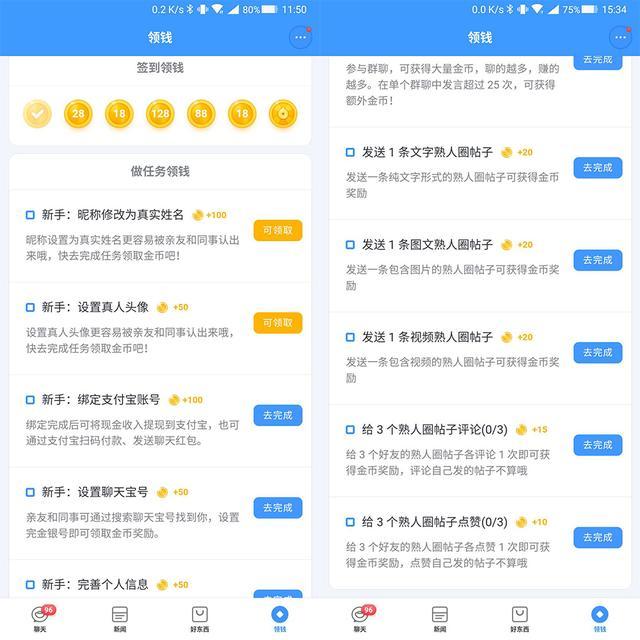 0.2 K/s 80% 11:50
领钱
签到领钱
28 18 128 88 18
做任务领钱
新手：昵称修改为真实姓名 +100
昵称设置为真实姓名更容易被亲友和同事认出
来哦，快去完成任务领取金币吧！
可领取
新手：设置真人头像 +50
设置真人头像更容易被亲友和同事认出来哦，
快去完成任务领取金币吧！
可领取
新手：绑定支付宝账号 +100
绑定完成后可将现金收入提现到支付宝，也可
通过支付宝扫码付款、发送聊天红包。
去完成
新手：设置聊天宝号 +50
亲友和同事可通过搜索聊天宝号找到你，设置
完金银号即可领取金币奖励。
去完成
新手：完善个人信息 +50
去完成
96
聊天 新闻 好东西 领钱
0.0 K/s 75% 15:34
领钱
参与群聊，可获得大量金币，聊的越多，赚的
越多。在单个群聊中发言超过 25 次，可获得
额外金币！
去完成
发送 1 条文字熟人圈帖子 +20
发送一条纯文字形式的熟人圈帖子可获得金币
奖励
去完成
发送 1 条图文熟人圈帖子 +20
发送一条包含图片的熟人圈帖子可获得金币奖
励
去完成
发送 1 条视频熟人圈帖子 +20
发送一条包含视频的熟人圈帖子可获得金币奖
励
去完成
给 3 个熟人圈帖子评论(0/3) +15
给 3 个好友的熟人圈帖子各评论 1 次即可获
得金币奖励，评论自己发的帖子不算哦
去完成
给 3 个熟人圈帖子点赞(0/3) +10
给 3 个好友的熟人圈帖子各点赞 1 次即可获
得金币奖励，点赞自己发的帖子不算哦
去完成
96
聊天 新闻 好东西 领钱